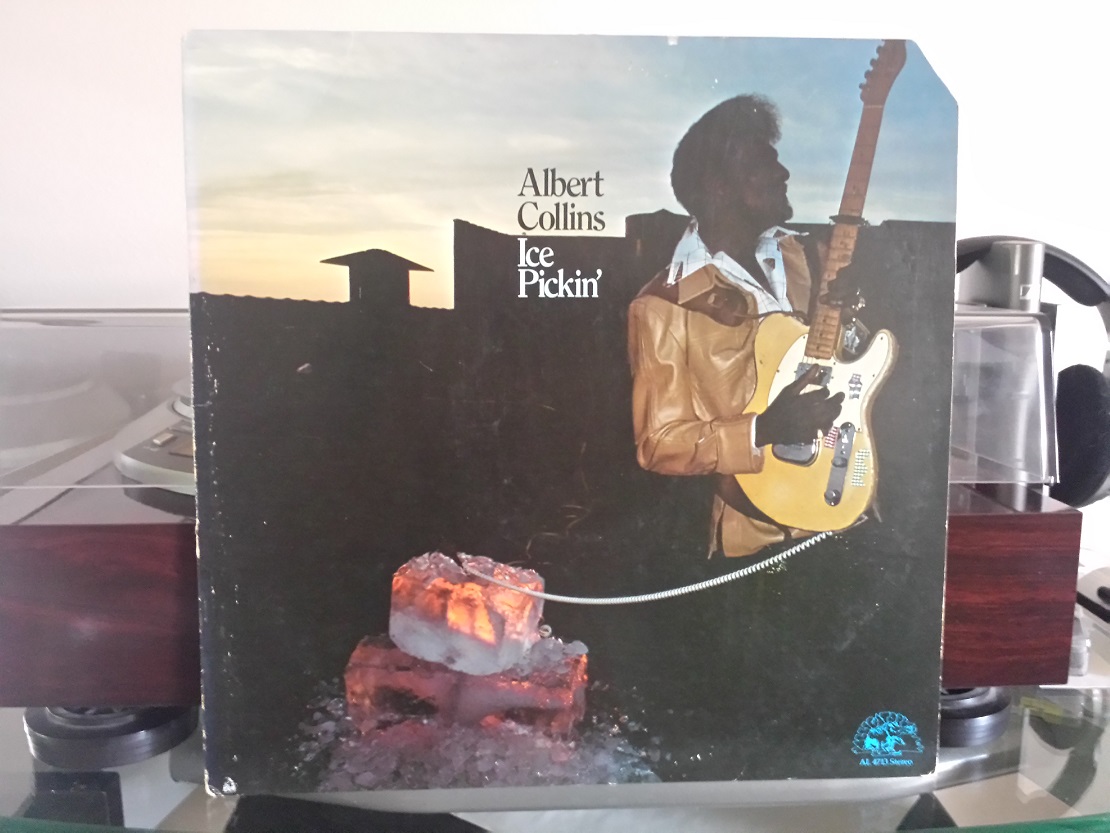 Albert
Collins
Ice
Pickin'
AL 4713 Stereo